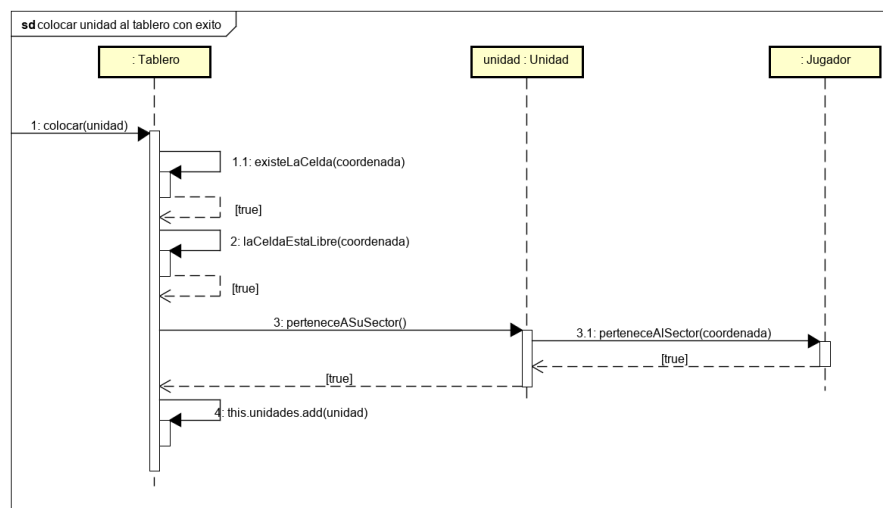 sd colocar unidad al tablero con exito
: Tablero
unidad : Unidad
: Jugador
1: colocar(unidad)
1.1: existeLaCelda(coordenada)
[true]
2: laCeldaEstaLibre(coordenada)
[true]
3: perteneceASuSector()
3.1: perteneceAlSector(coordenada)
[true]
[true]
4: this.unidades.add(unidad)